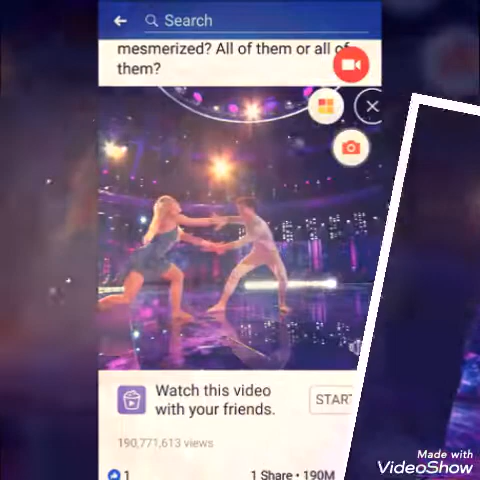 Search
mesmerized? All of them or all of
them?
Watch this video
with your friends.
START
190,771,613 views
1
1 Share • 190M
Made with
VideoShow